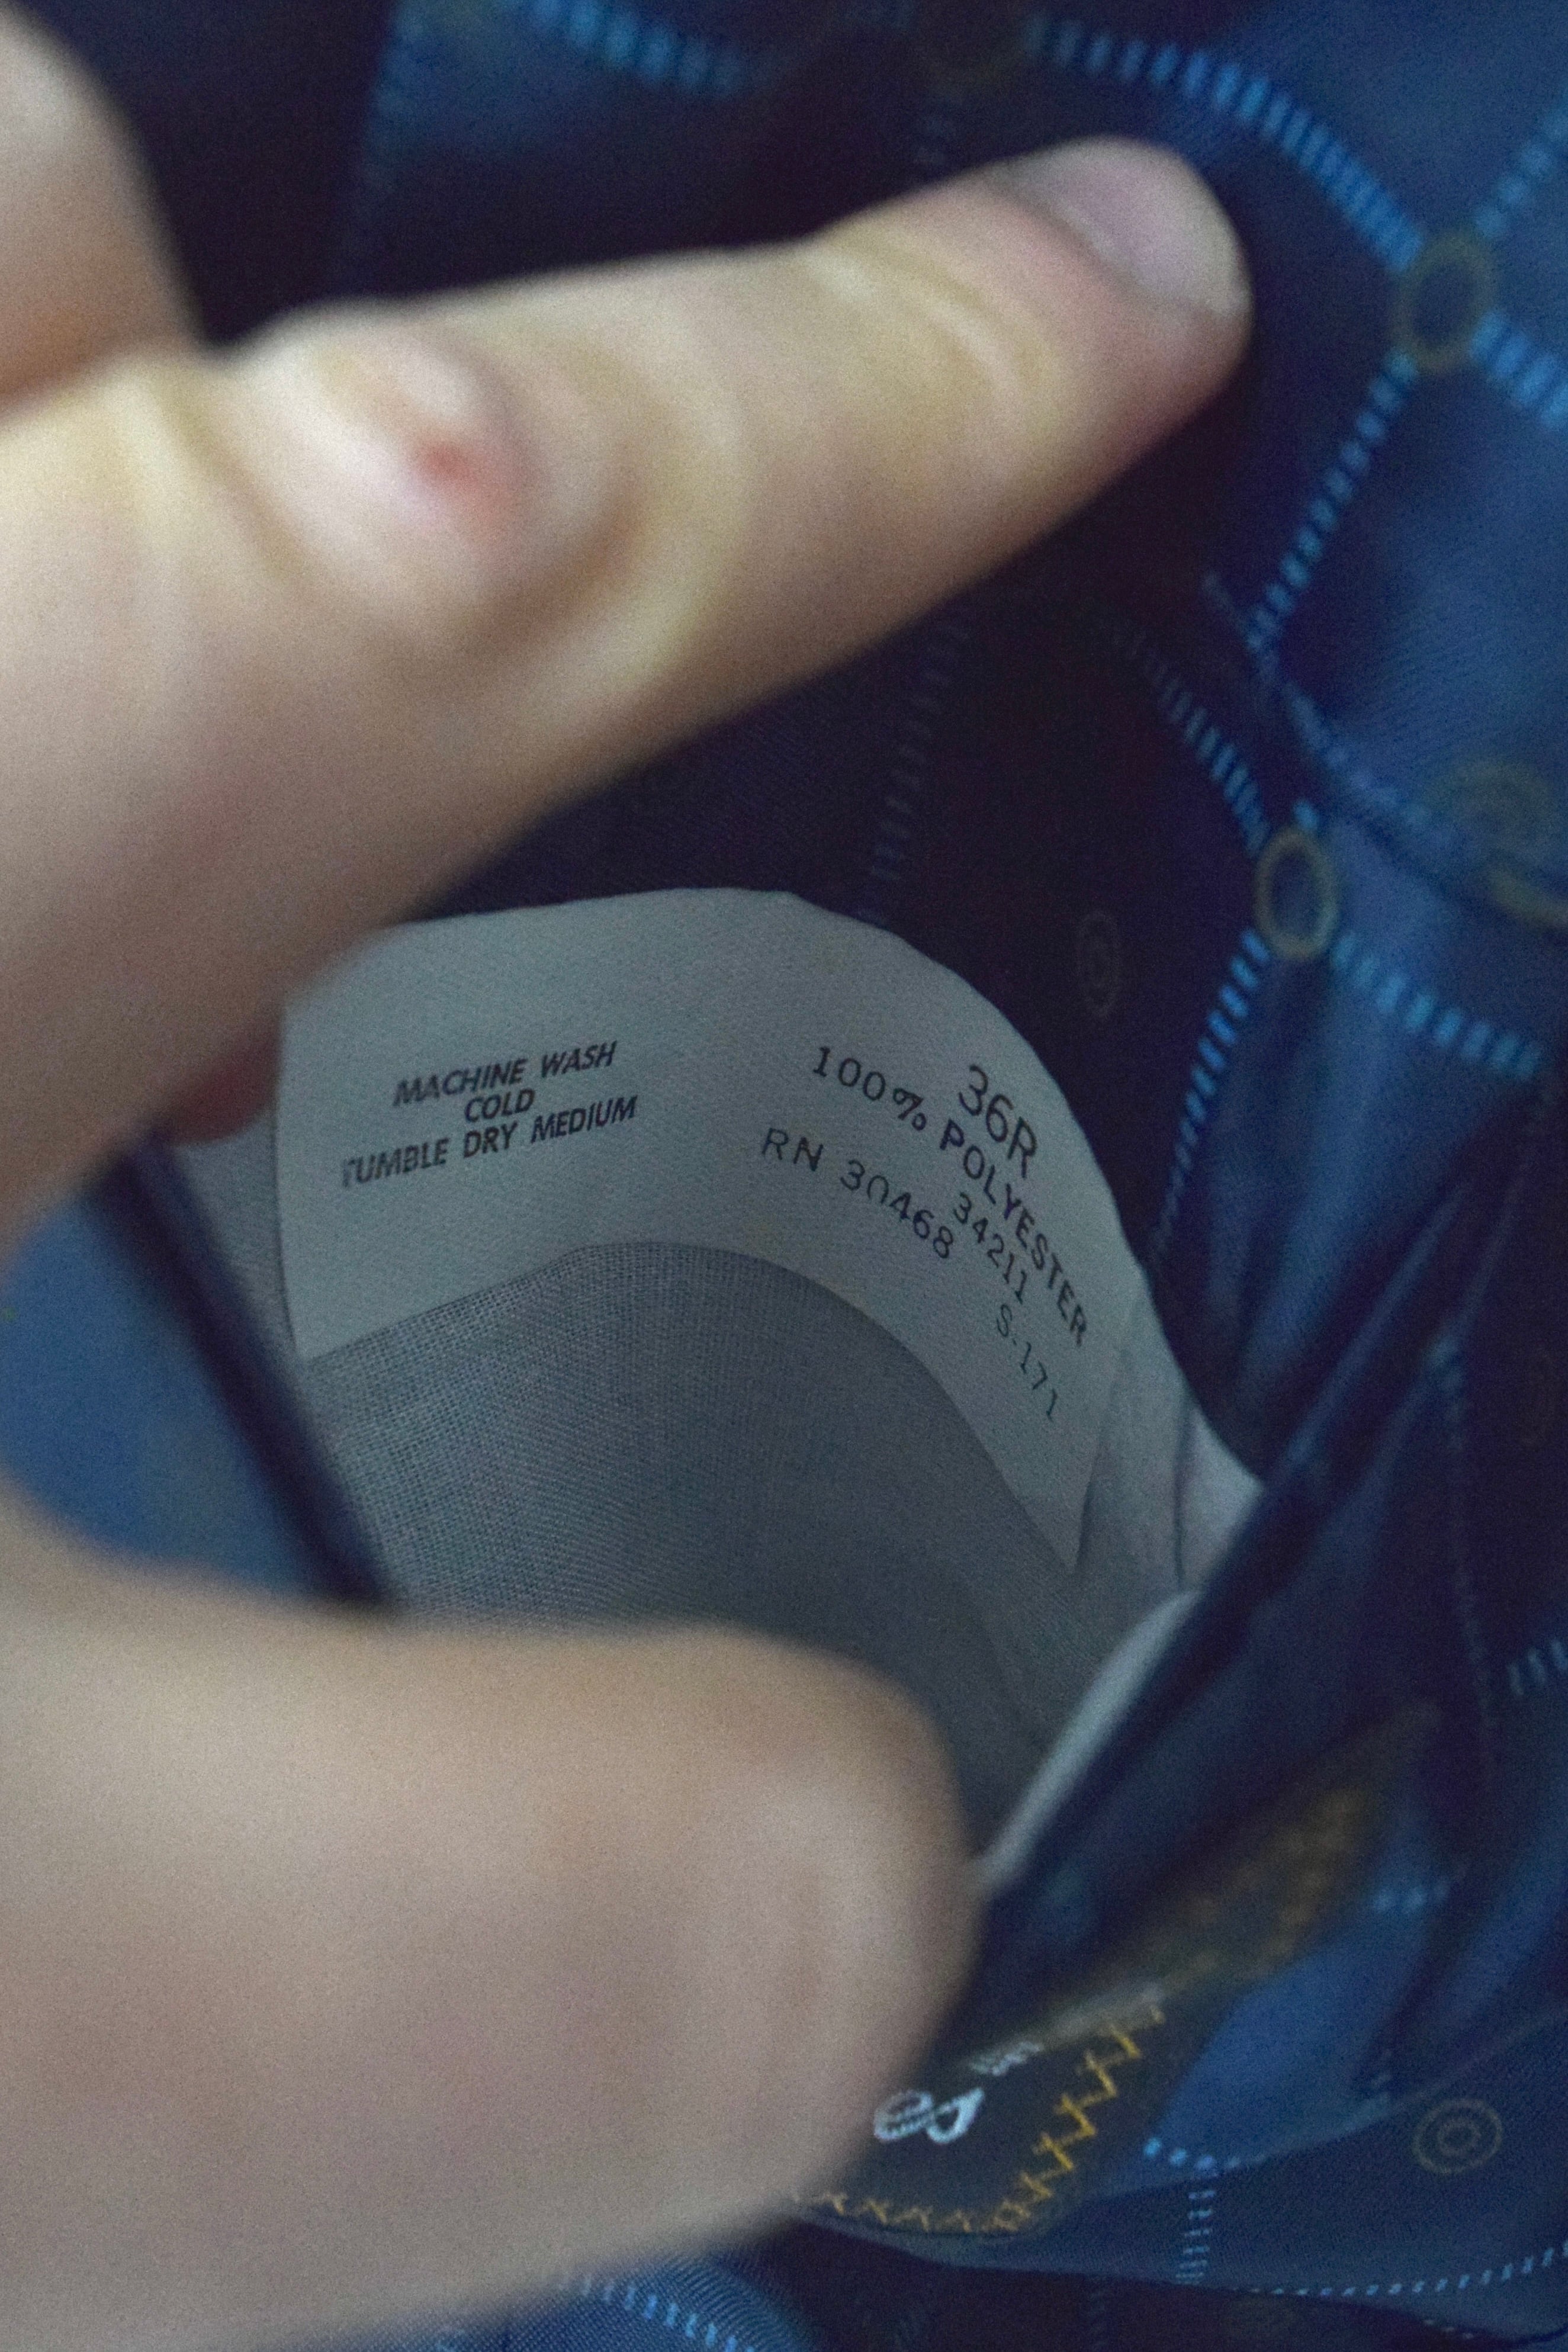 MACHINE WASH
COLD
TUMBLE DRY MEDIUM
36R
100% POLYESTER
34211
RN 30468
S-171